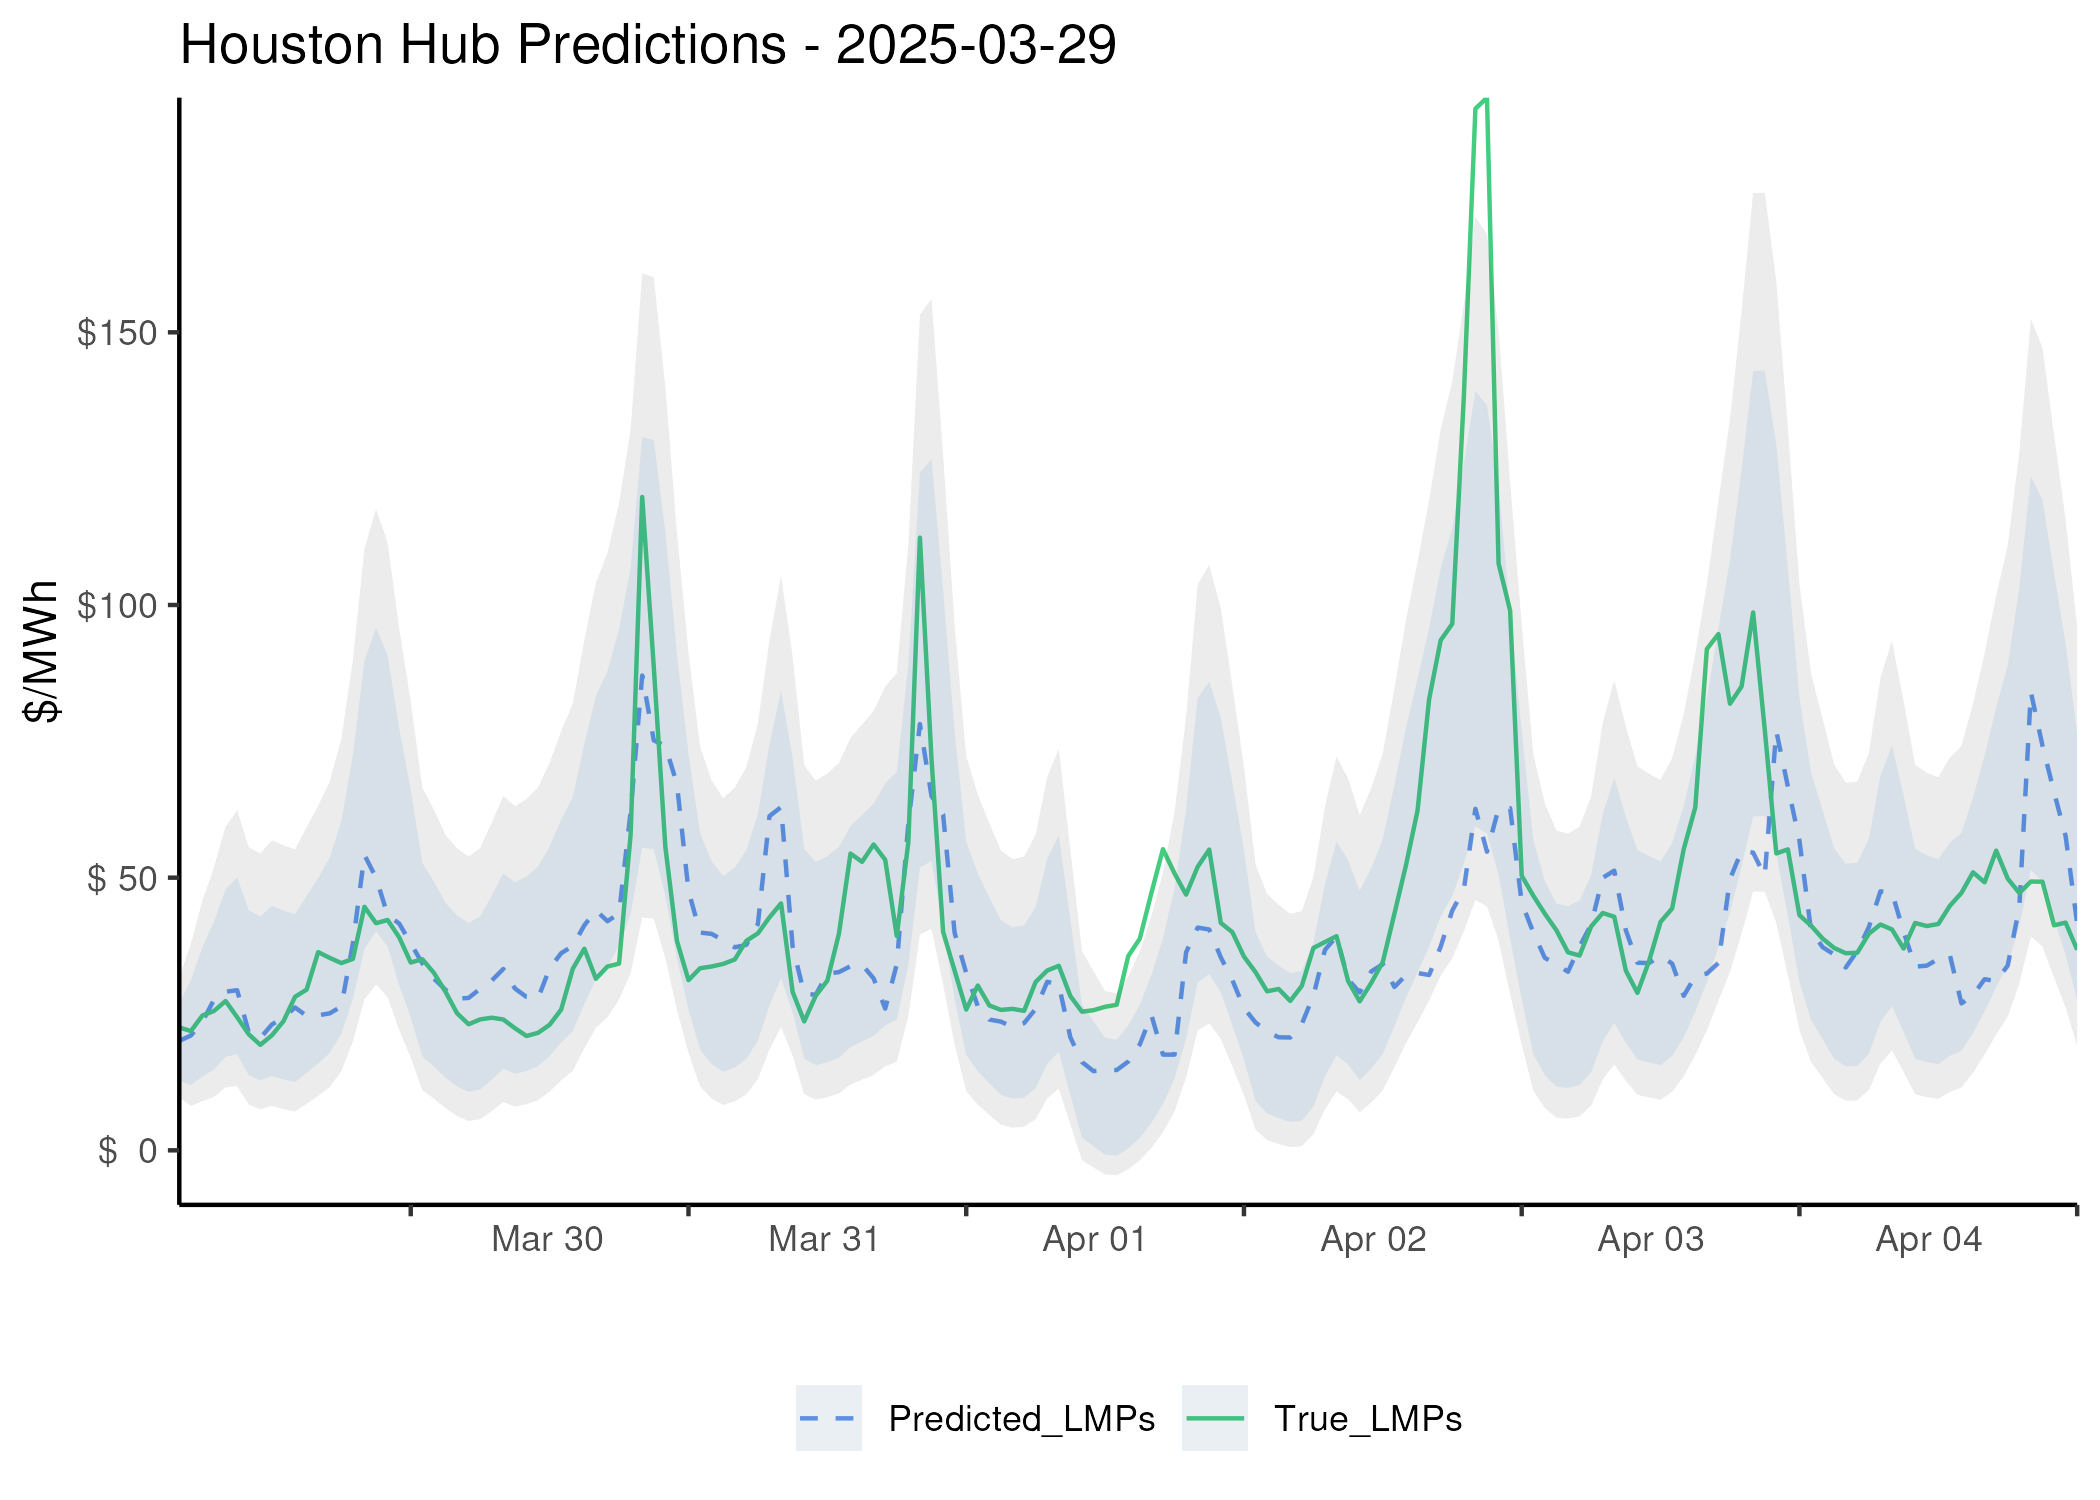 Houston Hub Predictions - 2025-03-29
$/MWh
$150
$100
$ 50
$ 0
Mar 30
Mar 31
Apr 01
Apr 02
Apr 03
Apr 04
Predicted_LMPs
True_LMPs